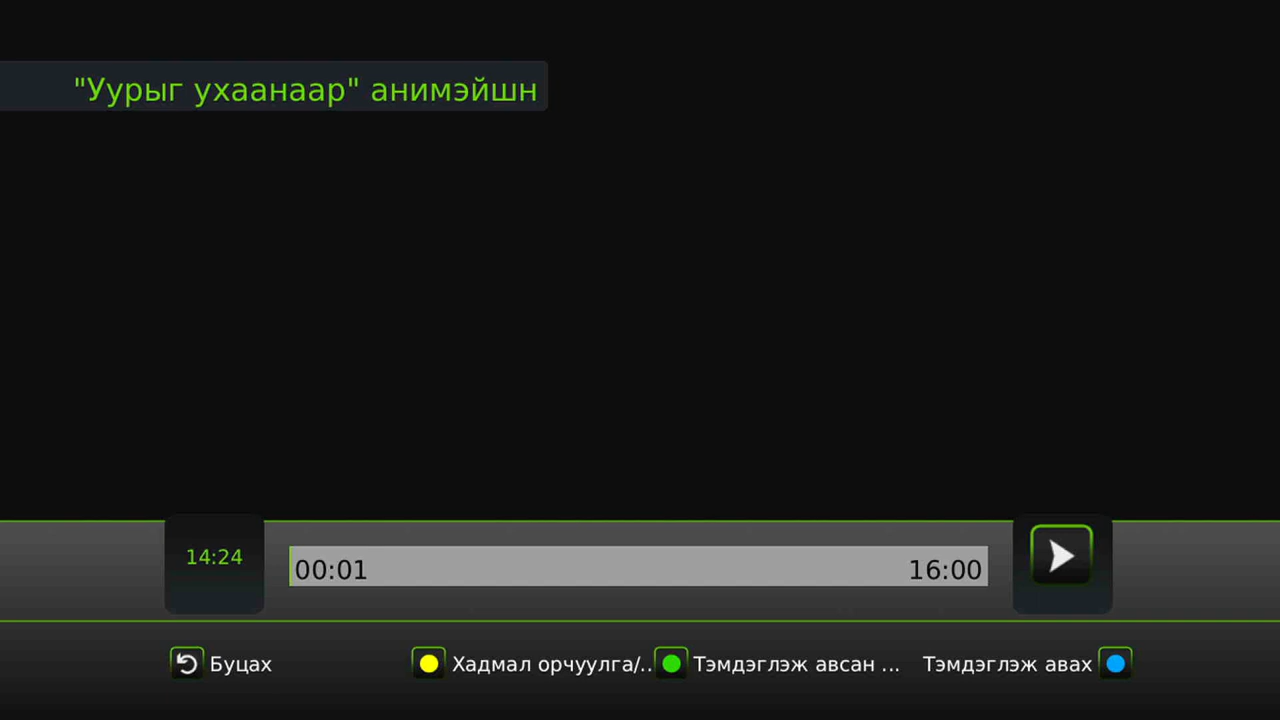 "Уурыг ухаанаар" анимэйшн
14:24
00:01
16:00
Буцах
Хадмал орчуулга/..
Тэмдэглэж авсан ...
Тэмдэглэж авах